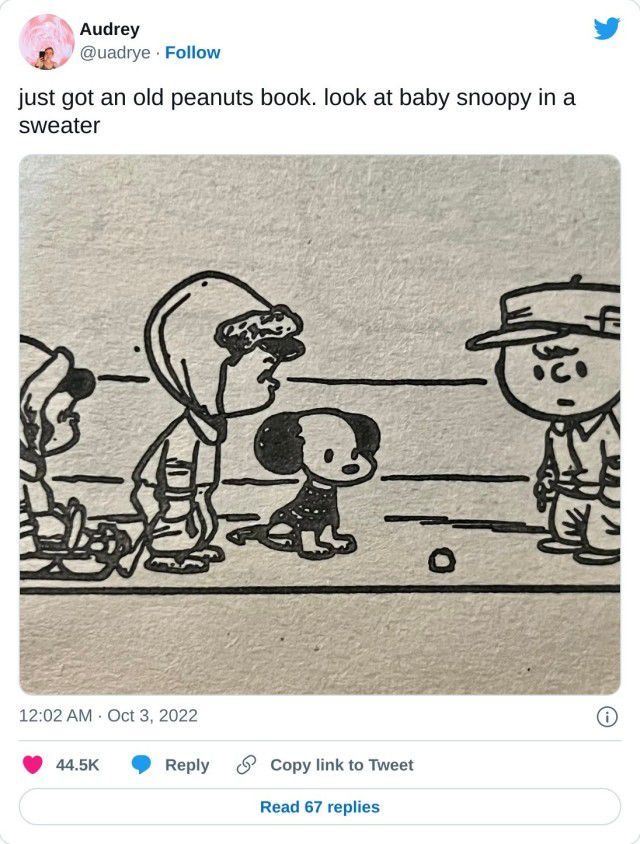 Audrey
@uadrye · Follow
just got an old peanuts book. look at baby snoopy in a
sweater
12:02 AM · Oct 3, 2022
44.5K Reply Copy link to Tweet
Read 67 replies